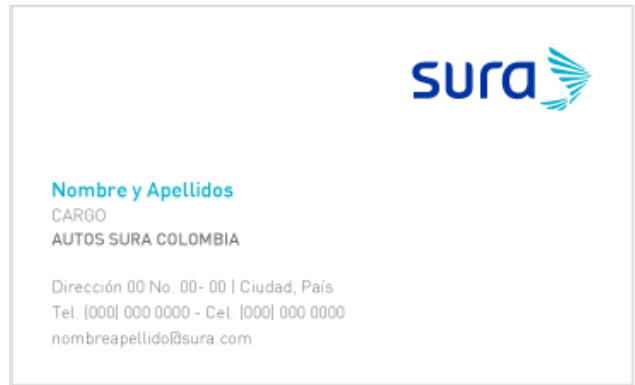 sura
Nombre y Apellidos
CARGO
AUTOS SURA COLOMBIA
Dirección 00 No. 00- 00 | Ciudad, País
Tel. (000) 000 0000 - Cel. (000) 000 0000
nombreapellido@sura.com